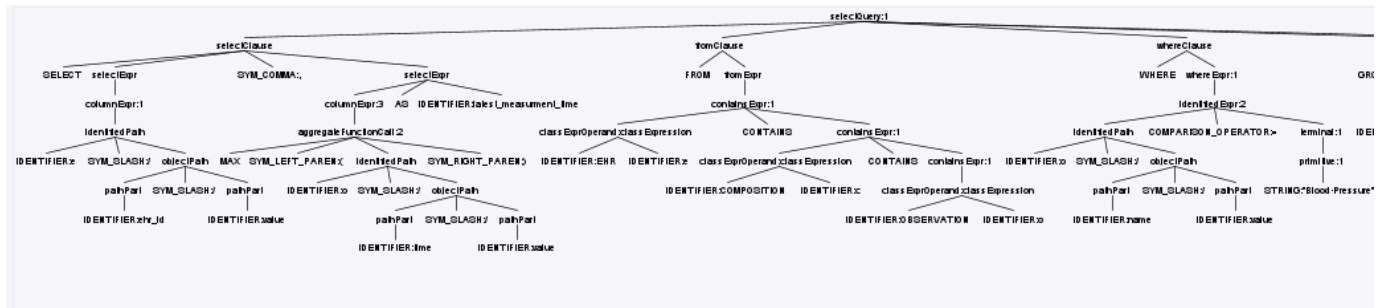 selectQuery:1
selectClause fromClause whereClause
SELECT selectExpr SYM_COMMA:, selectExpr FROM fromExpr WHERE whereExpr:1 GRO
columnExpr:1 columnExpr:3 AS IDENTIFIER:latest_measurment_time containsExpr:1 identifiedExpr:2
identifiedPath aggregateFunctionCall:2 classExprOperand:classExpression CONTAINS containsExpr:1 identifiedPath COMPARISON_OPERATOR:= terminal:1 IDE
IDENTIFIER:e SYM_SLASH:/ objectPath MAX SYM_LEFT_PAREN:( identifiedPath SYM_RIGHT_PAREN:) IDENTIFIER:EHR IDENTIFIER:e classExprOperand:classExpression CONTAINS containsExpr:1 IDENTIFIER:o SYM_SLASH:/ objectPath primitive:1
pathPart SYM_SLASH:/ pathPart IDENTIFIER:o SYM_SLASH:/ objectPath IDENTIFIER:COMPOSITION IDENTIFIER:c classExprOperand:classExpression pathPart SYM_SLASH:/ pathPart STRING:"Blood·Pressure"
IDENTIFIER:ehr_id IDENTIFIER:value pathPart SYM_SLASH:/ pathPart IDENTIFIER:OBSERVATION IDENTIFIER:o IDENTIFIER:name IDENTIFIER:value
IDENTIFIER:time IDENTIFIER:value